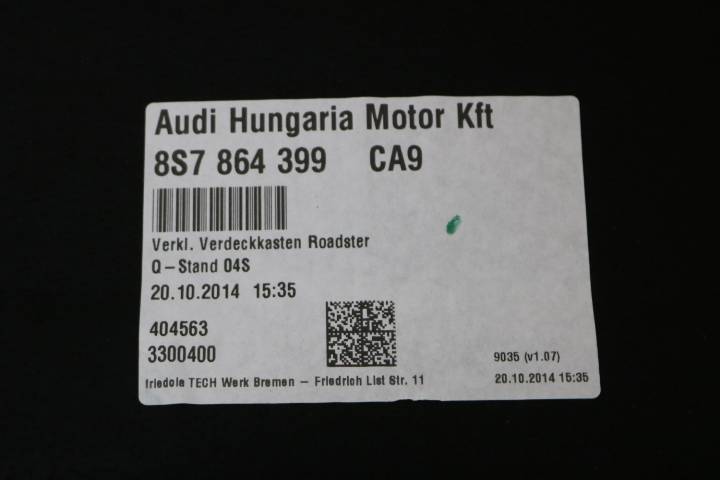 Audi Hungaria Motor Kft
8S7 864 399 CA9
Verkl. Verdeckkasten Roadster
Q-Stand 04S
20.10.2014 15:35
404563
3300400
9035 (v1.07)
friedola TECH Werk Bremen - Friedrich List Str. 11
20.10.2014 15:35